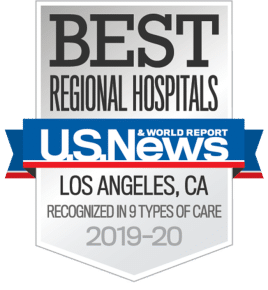 BEST
REGIONAL HOSPITALS
& WORLD REPORT
U.S.News
LOS ANGELES, CA
RECOGNIZED IN 9 TYPES OF CARE
2019-20